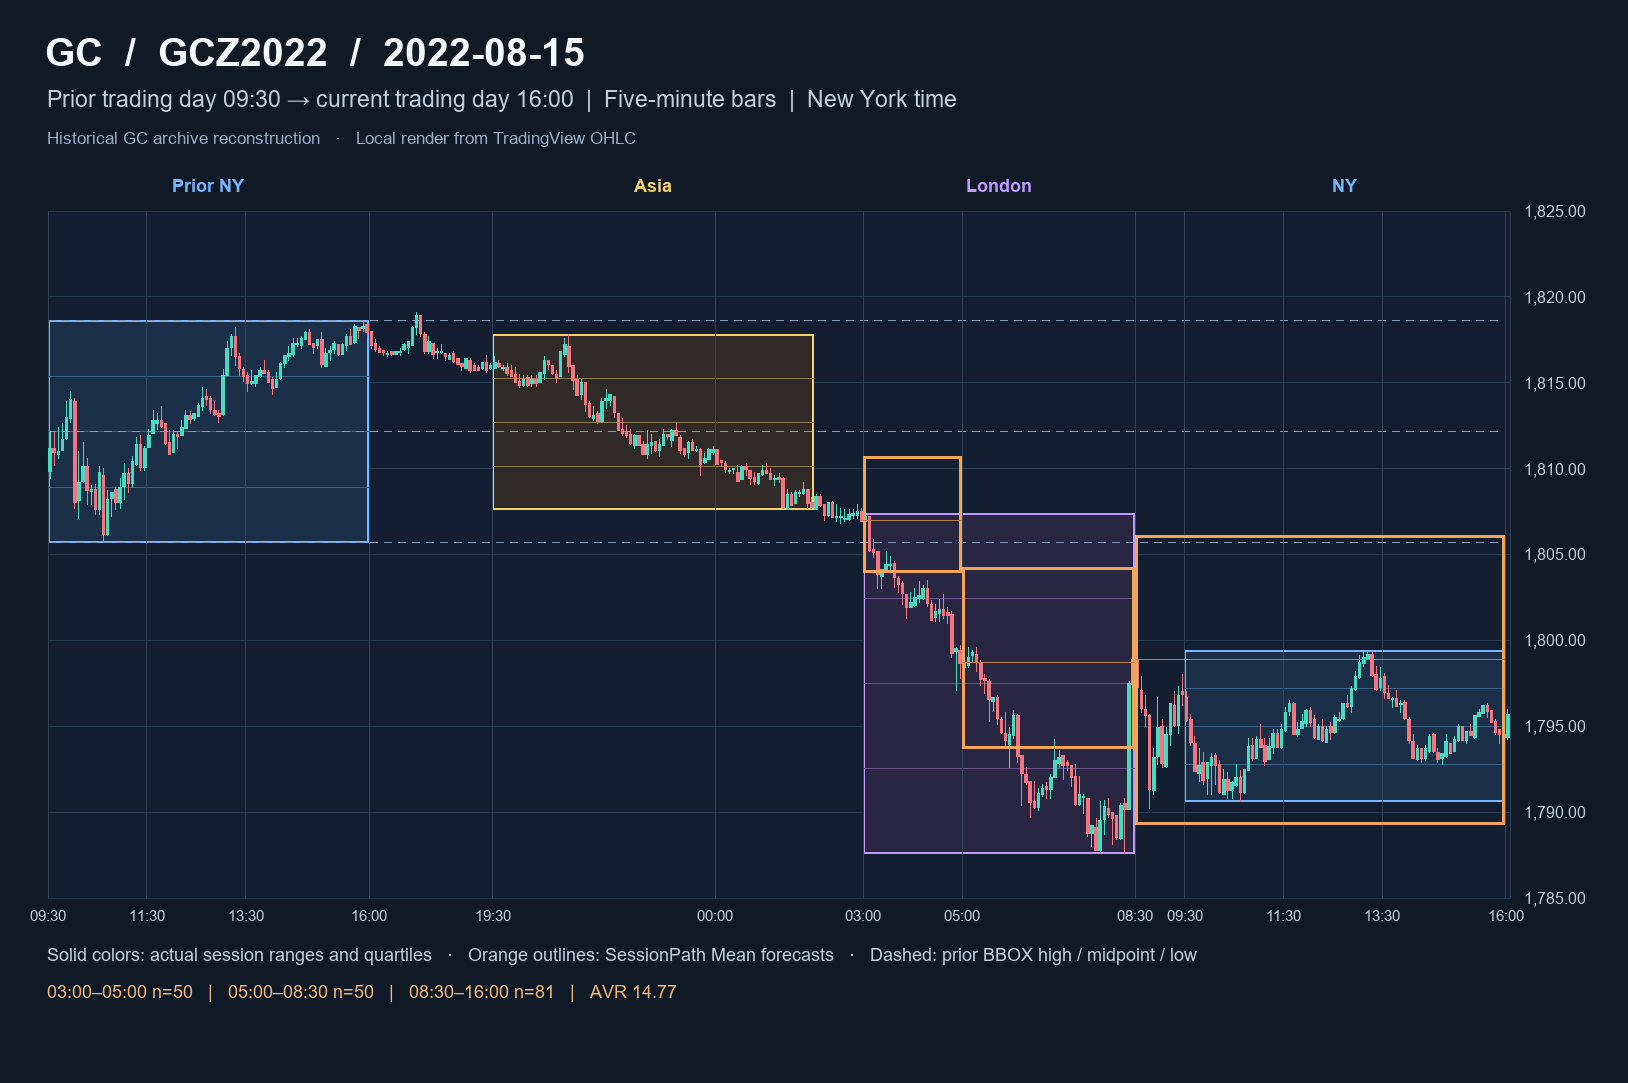 GC / GCZ2022 / 2022-08-15
Prior trading day 09:30 → current trading day 16:00 | Five-minute bars | New York time
Historical GC archive reconstruction · Local render from TradingView OHLC
Prior NY Asia London NY
1,825.00
1,820.00
1,815.00
1,810.00
1,805.00
1,800.00
1,795.00
1,790.00
1,785.00
09:30 11:30 13:30 16:00 19:30 00:00 03:00 05:00 08:30 09:30 11:30 13:30 16:00
Solid colors: actual session ranges and quartiles · Orange outlines: SessionPath Mean forecasts · Dashed: prior BBOX high / midpoint / low
03:00–05:00 n=50 | 05:00–08:30 n=50 | 08:30–16:00 n=81 | AVR 14.77